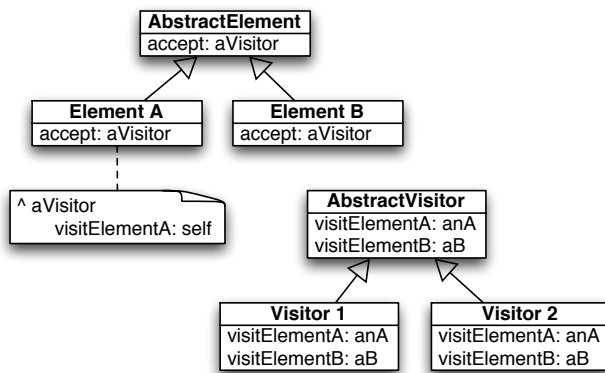 AbstractElement
accept: aVisitor
Element A
accept: aVisitor
Element B
accept: aVisitor
^ aVisitor
visitElementA: self
AbstractVisitor
visitElementA: anA
visitElementB: aB
Visitor 1
visitElementA: anA
visitElementB: aB
Visitor 2
visitElementA: anA
visitElementB: aB